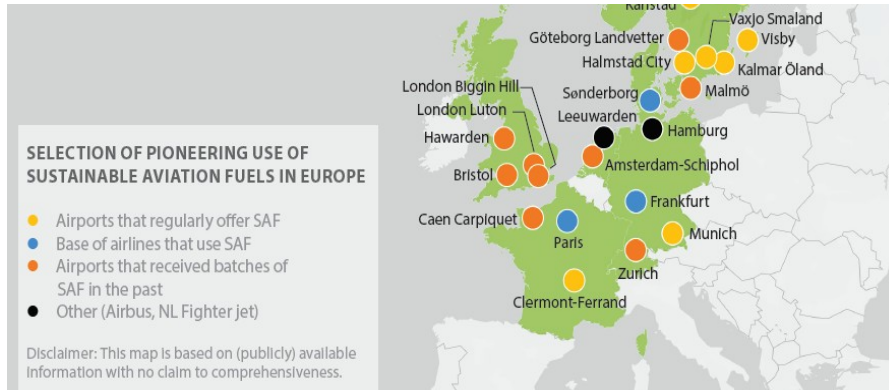 Karlstad
Vaxjo Smaland
Göteborg Landvetter
Visby
Halmstad City
Kalmar Öland
London Biggin Hill
Sønderborg
Malmö
London Luton
Leeuwarden
Hawarden
Hamburg
SELECTION OF PIONEERING USE OF
SUSTAINABLE AVIATION FUELS IN EUROPE
Bristol
Amsterdam-Schiphol
Airports that regularly offer SAF
Base of airlines that use SAF
Airports that received batches of
SAF in the past
Other (Airbus, NL Fighter jet)
Caen Carpiquet
Frankfurt
Paris
Munich
Zurich
Clermont-Ferrand
Disclaimer: This map is based on (publicly) available
information with no claim to comprehensiveness.